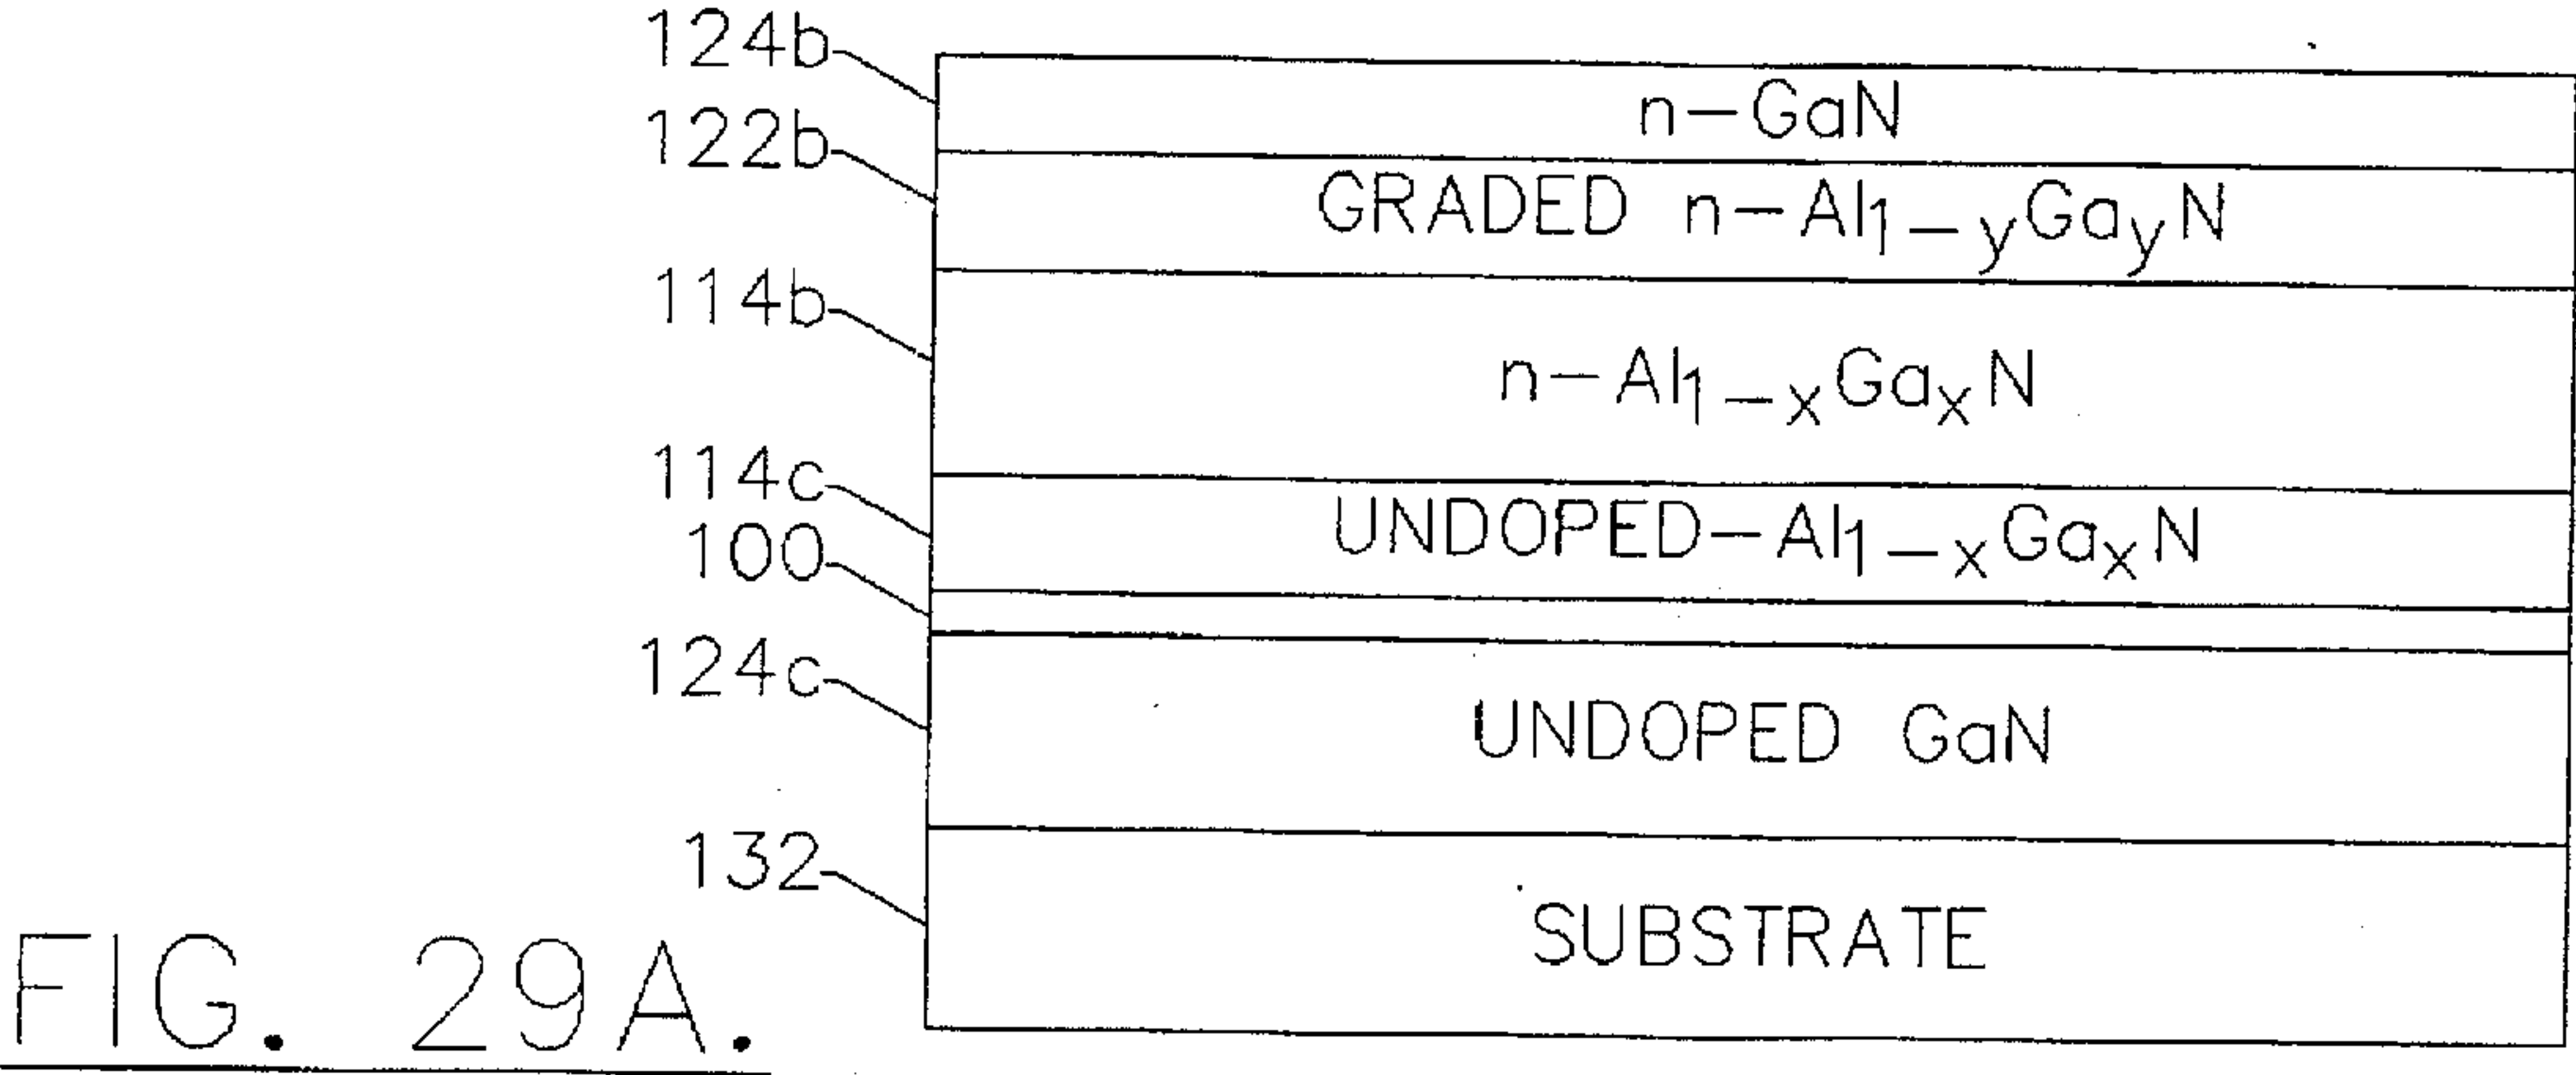 124b
n-GaN
122b
GRADED n-Al1-yGayN
114b
n-Al1-xGaxN
114c
UNDOPED-Al1-xGaxN
100
124c
UNDOPED GaN
132
SUBSTRATE
FIG. 29A.